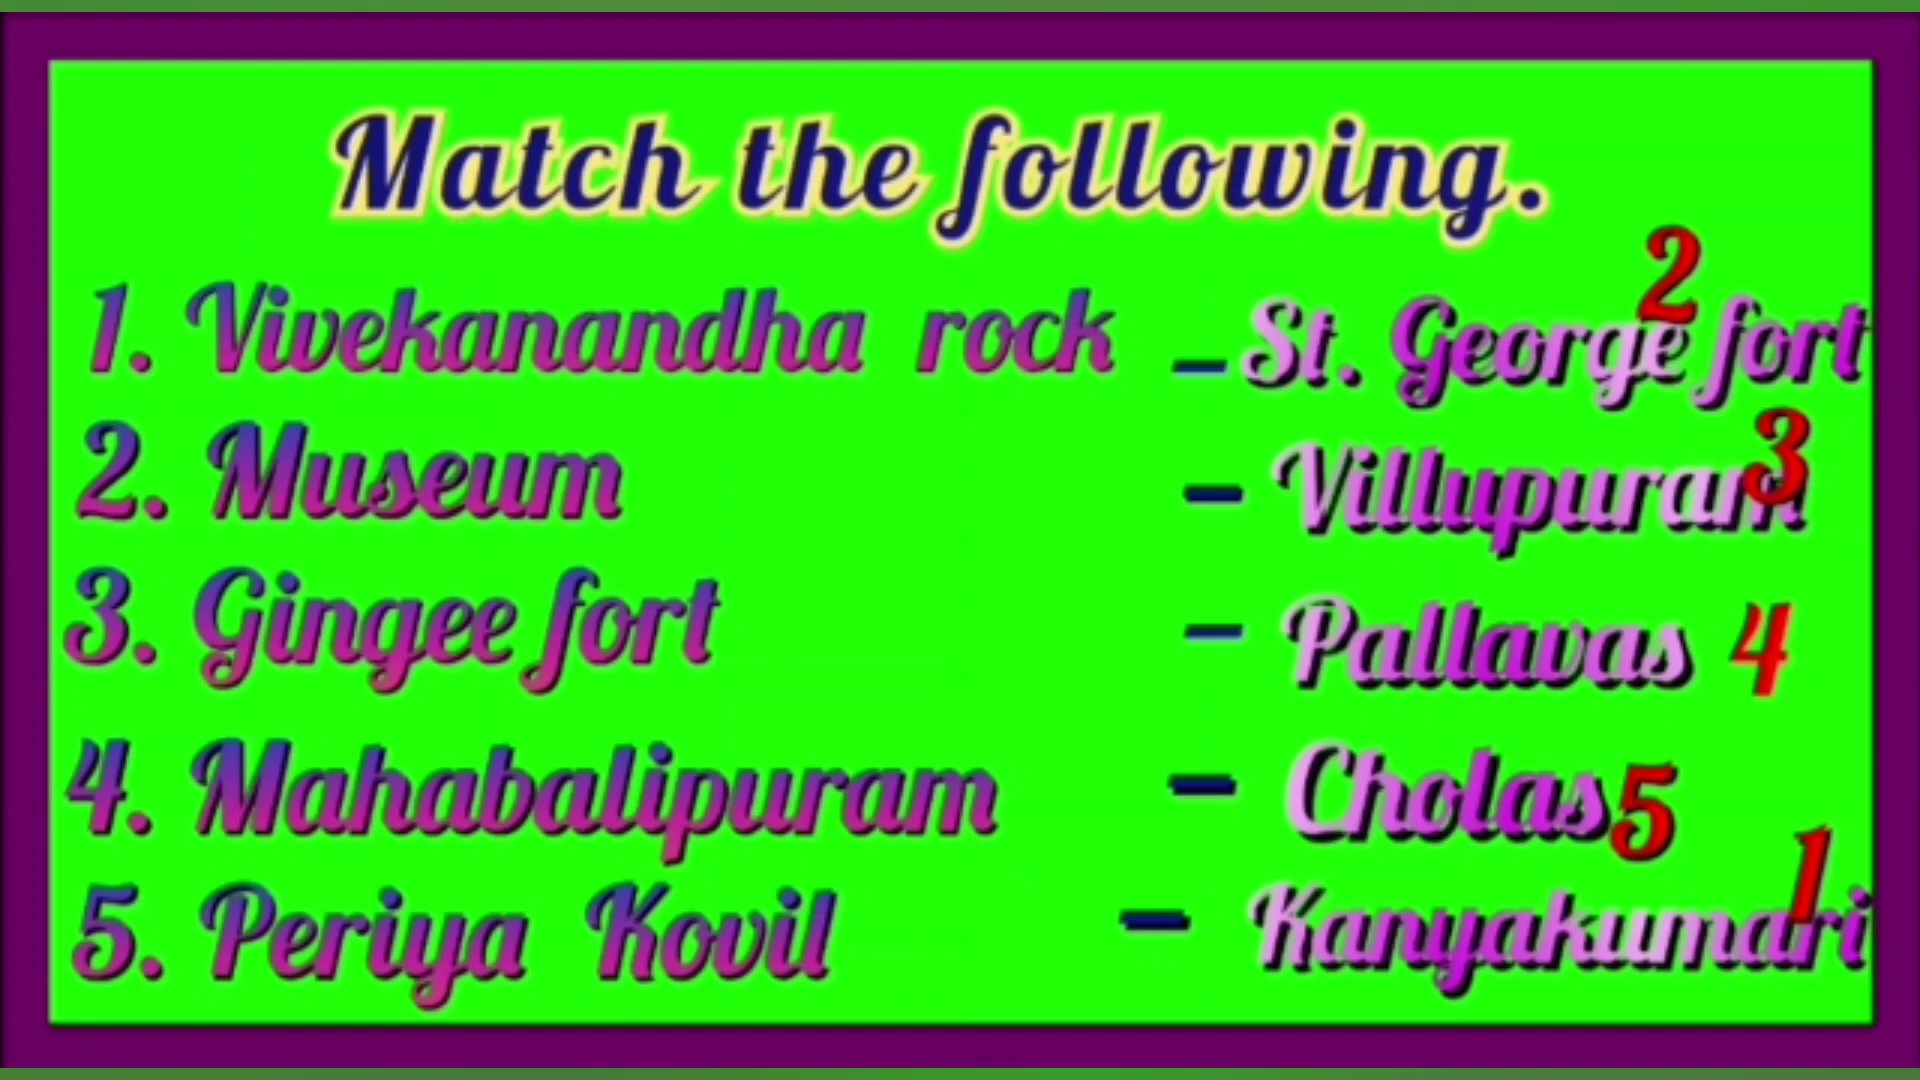 Match the following.
1. Vivekanandha rock - St. George fort 2
2. Museum - Villupuram 3
3. Gingee fort - Pallavas 4
4. Mahabalipuram - Cholas 5
5. Periya Kovil - Kanyakumari 1